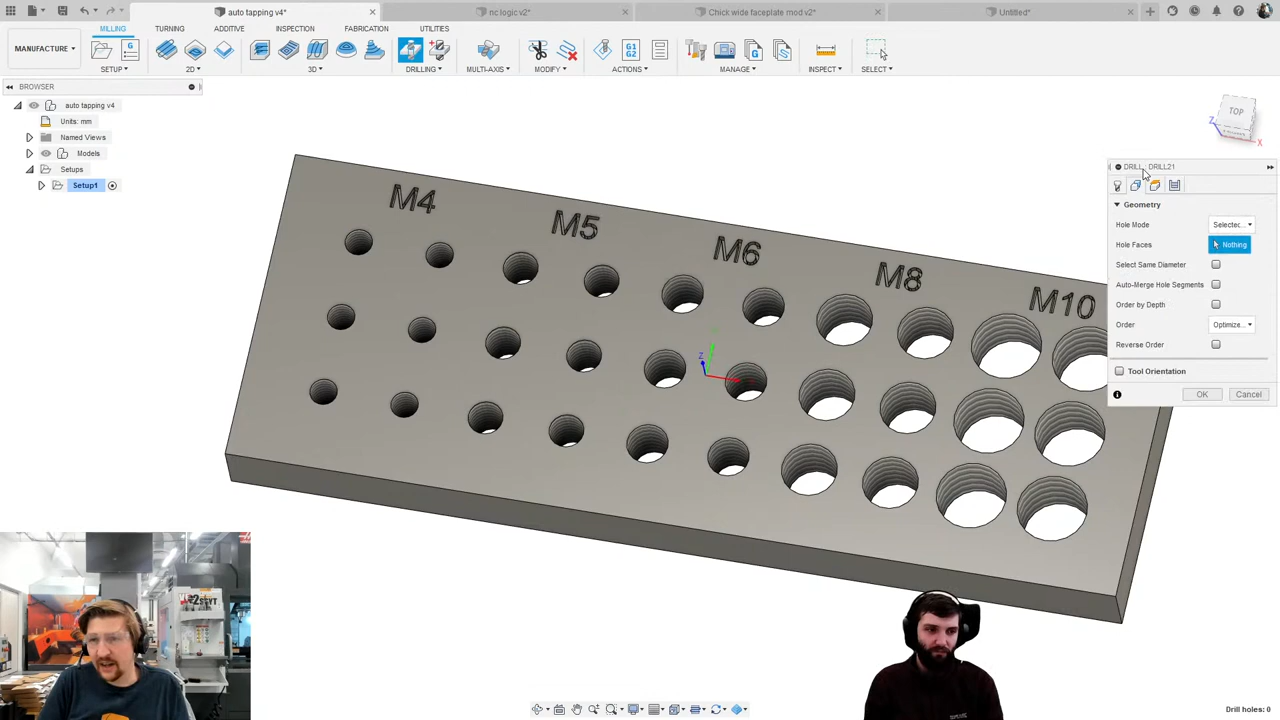 auto tapping v4*
nc logic v2*
Chick wide faceplate mod v2*
Untitled*
MANUFACTURE
MILLING
TURNING
ADDITIVE
INSPECTION
FABRICATION
UTILITIES
SETUP
2D
3D
DRILLING
MULTI-AXIS
MODIFY
ACTIONS
MANAGE
INSPECT
SELECT
G1
G2
BROWSER
auto tapping v4
Units: mm
Named Views
Models
Setups
Setup1
TOP
Z
X
M4
M5
M6
M8
M10
Z
DRILL : DRILL21
Geometry
Hole Mode
Selected...
Hole Faces
Nothing
Select Same Diameter
Auto-Merge Hole Segments
Order by Depth
Order
Optimize...
Reverse Order
Tool Orientation
OK
Cancel
Drill holes: 0